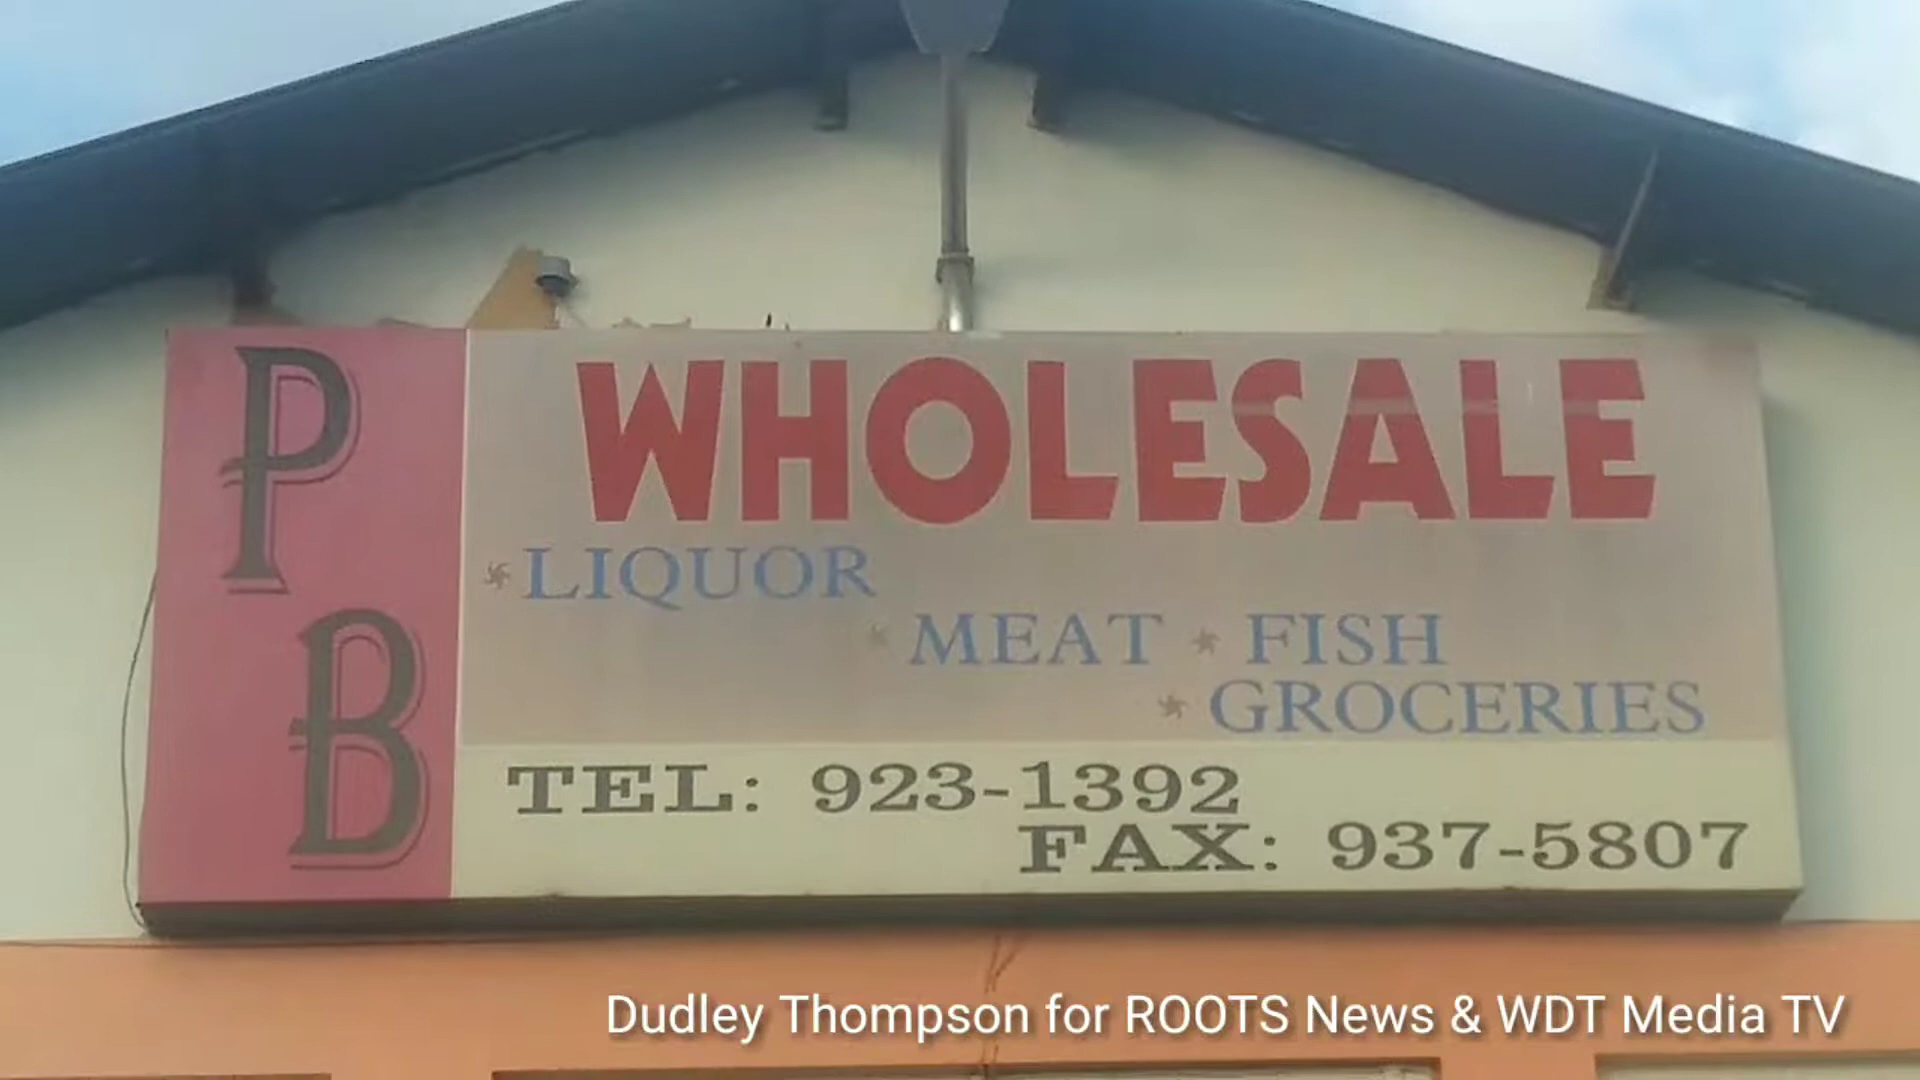 P
B
WHOLESALE
*LIQUOR
*MEAT *FISH
*GROCERIES
TEL: 923-1392
FAX: 937-5807
Dudley Thompson for ROOTS News & WDT Media TV